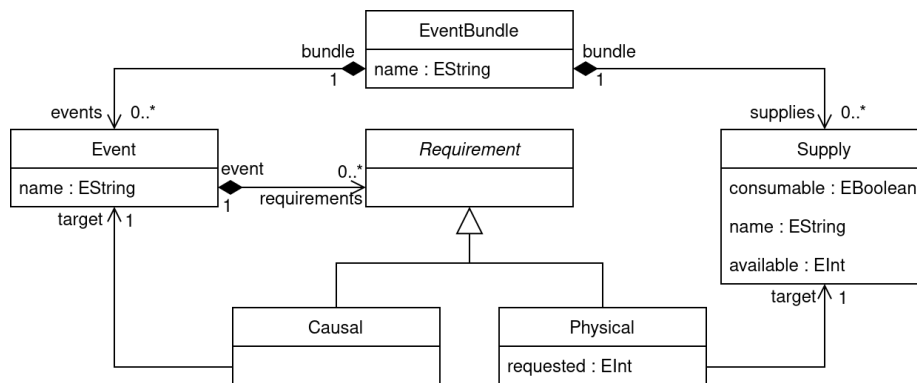 EventBundle
bundle
bundle
name : EString
1
1
events
0..*
supplies
0..*
Event
Requirement
Supply
event
0..*
name : EString
consumable : EBoolean
1
requirements
target
1
name : EString
available : EInt
target
1
Causal
Physical
requested : EInt